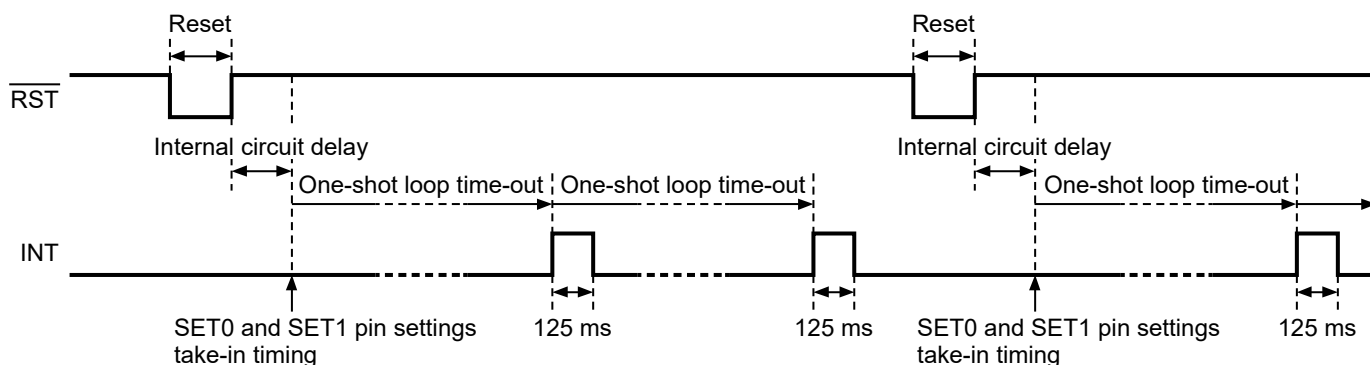 Reset
Reset
RST
Internal circuit delay
Internal circuit delay
One-shot loop time-out
One-shot loop time-out
One-shot loop time-out
INT
SET0 and SET1 pin settings
take-in timing
125 ms
125 ms
SET0 and SET1 pin settings
take-in timing
125 ms